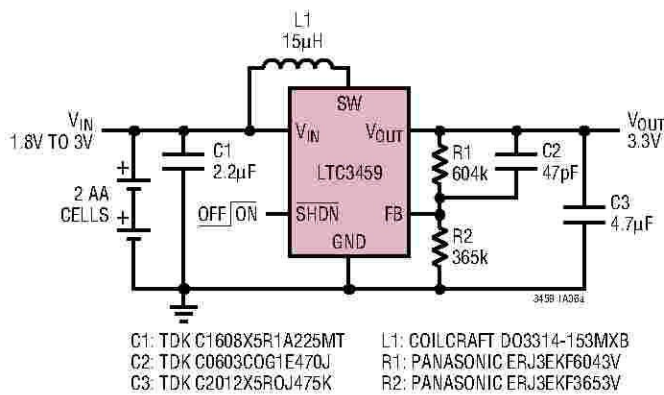 L1
15µH
SW
VIN
1.8V TO 3V
VIN
VOUT
VOUT
3.3V
C1
2.2µF
LTC3459
R1
604k
C2
47pF
+
2 AA
CELLS
+
OFF ON
SHDN
FB
GND
R2
365k
C3
4.7µF
3459 TA08a
C1: TDK C1608X5R1A225MT
C2: TDK C0603COG1E470J
C3: TDK C2012X5ROJ475K
L1: COILCRAFT DO3314-153MXB
R1: PANASONIC ERJ3EKF6043V
R2: PANASONIC ERJ3EKF3653V